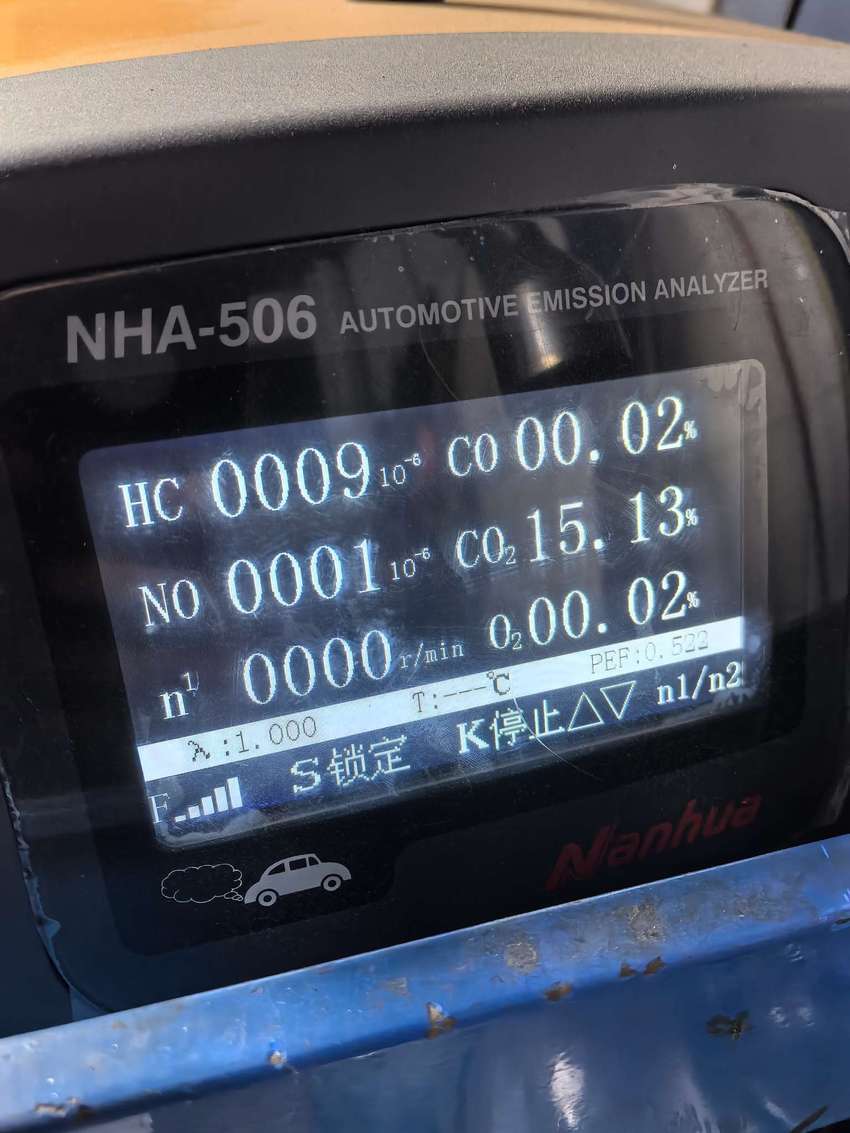 NHA-506 AUTOMOTIVE EMISSION ANALYZER
HC 0009 10⁻⁶ CO 00.02%
NO 0001 10⁻⁶ CO₂ 15.13%
n¹ 0000 r/min O₂ 00.02%
λ:1.000 T:---℃ PEF:0.522
F S 锁定 K停止△▽ n1/n2
Nanhua